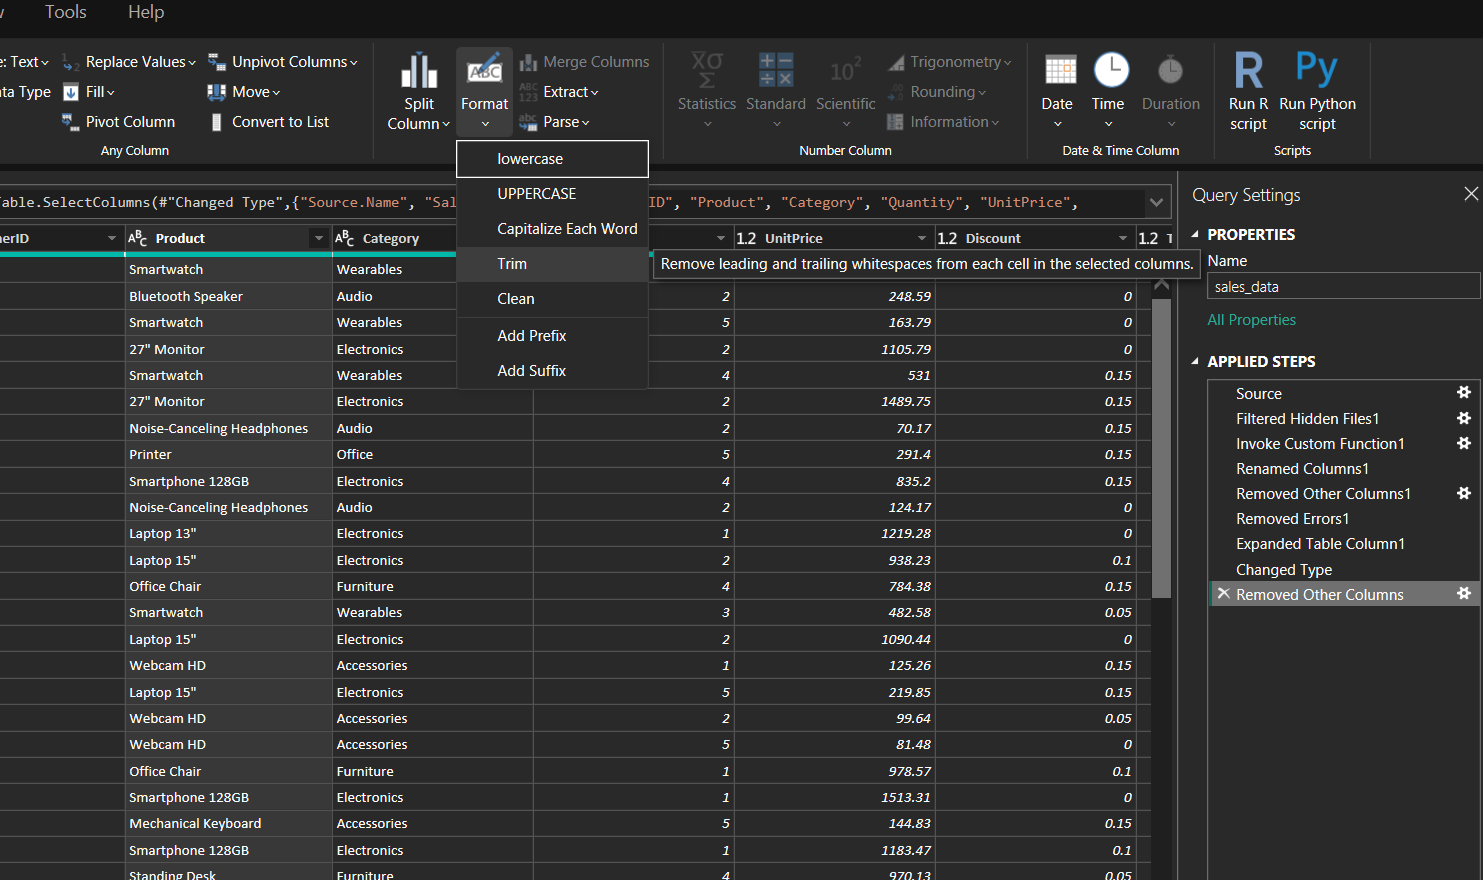 Tools Help
: Text Replace Values Unpivot Columns Merge Columns Trigonometry
ata Type Fill Move Split Column Format Extract Statistics Standard Scientific Rounding Date Time Duration Run R script Run Python script
Pivot Column Convert to List Parse Information
Any Column Number Column Date & Time Column Scripts
lowercase
UPPERCASE
Capitalize Each Word
Trim
Clean
Add Prefix
Add Suffix
Remove leading and trailing whitespaces from each cell in the selected columns.
Table.SelectColumns(#"Changed Type",{"Source.Name", "Sal ID", "Product", "Category", "Quantity", "UnitPrice",
erID Product Category 1.2 UnitPrice 1.2 Discount 1.2 T
Smartwatch Wearables
Bluetooth Speaker Audio 2 248.59 0
Smartwatch Wearables 5 163.79 0
27" Monitor Electronics 2 1105.79 0
Smartwatch Wearables 4 531 0.15
27" Monitor Electronics 2 1489.75 0.15
Noise-Canceling Headphones Audio 2 70.17 0.15
Printer Office 5 291.4 0.15
Smartphone 128GB Electronics 4 835.2 0.15
Noise-Canceling Headphones Audio 2 124.17 0
Laptop 13" Electronics 1 1219.28 0
Laptop 15" Electronics 2 938.23 0.1
Office Chair Furniture 4 784.38 0.15
Smartwatch Wearables 3 482.58 0.05
Laptop 15" Electronics 2 1090.44 0
Webcam HD Accessories 1 125.26 0.15
Laptop 15" Electronics 5 219.85 0.15
Webcam HD Accessories 2 99.64 0.05
Webcam HD Accessories 5 81.48 0
Office Chair Furniture 1 978.57 0.1
Smartphone 128GB Electronics 1 1513.31 0
Mechanical Keyboard Accessories 5 144.83 0.15
Smartphone 128GB Electronics 1 1183.47 0.1
Standing Desk Furniture 4 970.13 0.05
Query Settings
PROPERTIES
Name
sales_data
All Properties
APPLIED STEPS
Source
Filtered Hidden Files1
Invoke Custom Function1
Renamed Columns1
Removed Other Columns1
Removed Errors1
Expanded Table Column1
Changed Type
Removed Other Columns